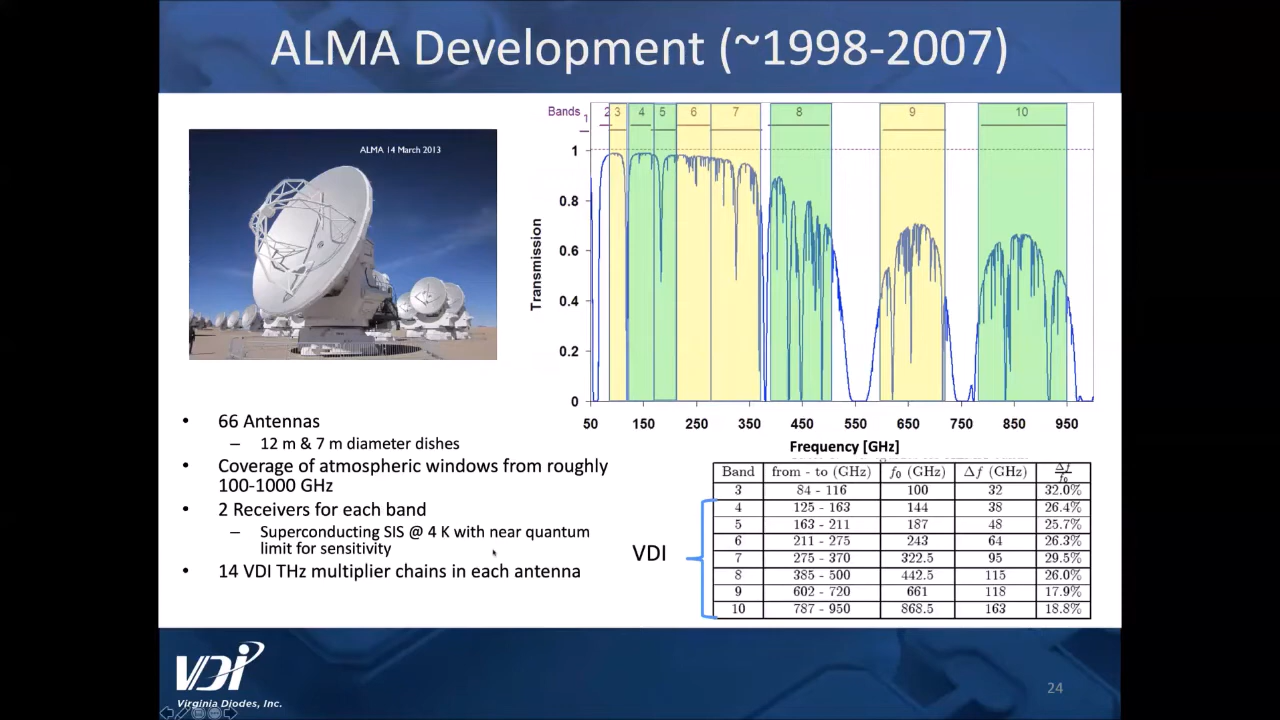 ALMA Development (~1998-2007)
ALMA 14 March 2013
Bands 1 2 3 4 5 6 7 8 9 10
Transmission
1
0.8
0.6
0.4
0.2
0
50 150 250 350 450 550 650 750 850 950
Frequency [GHz]
• 66 Antennas
– 12 m & 7 m diameter dishes
• Coverage of atmospheric windows from roughly
100-1000 GHz
• 2 Receivers for each band
– Superconducting SIS @ 4 K with near quantum
limit for sensitivity
• 14 VDI THz multiplier chains in each antenna
VDI
Band from - to (GHz) f₀ (GHz) Δf (GHz) Δf/f₀
3 84 - 116 100 32 32.0%
4 125 - 163 144 38 26.4%
5 163 - 211 187 48 25.7%
6 211 - 275 243 64 26.3%
7 275 - 370 322.5 95 29.5%
8 385 - 500 442.5 115 26.0%
9 602 - 720 661 118 17.9%
10 787 - 950 868.5 163 18.8%
VDI
Virginia Diodes, Inc.
24